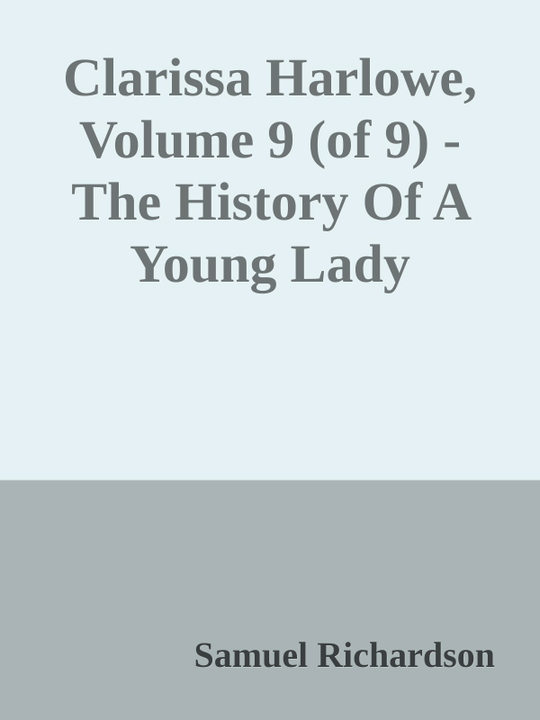 Clarissa Harlowe,
Volume 9 (of 9) -
The History Of A
Young Lady
Samuel Richardson